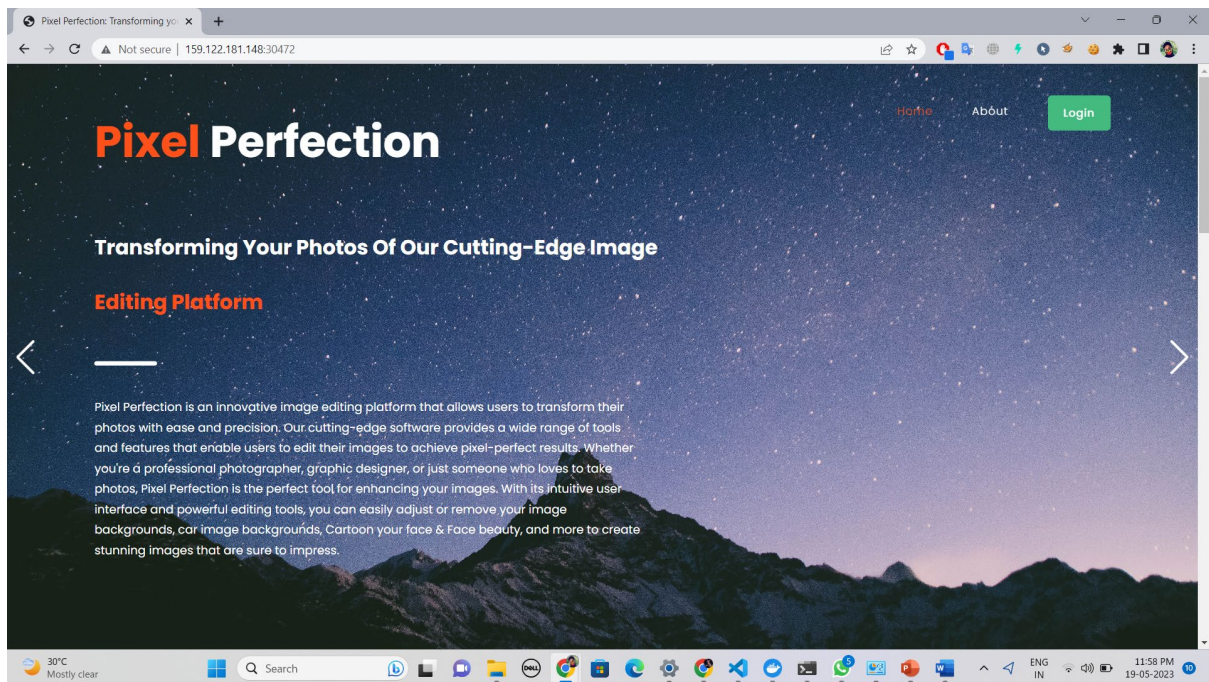 Pixel Perfection: Transforming yo
Not secure | 159.122.181.148:30472
Home
About
Login
Pixel Perfection
Transforming Your Photos Of Our Cutting-Edge Image
Editing Platform
Pixel Perfection is an innovative image editing platform that allows users to transform their
photos with ease and precision. Our cutting-edge software provides a wide range of tools
and features that enable users to edit their images to achieve pixel-perfect results. Whether
you're a professional photographer, graphic designer, or just someone who loves to take
photos, Pixel Perfection is the perfect tool for enhancing your images. With its intuitive user
interface and powerful editing tools, you can easily adjust or remove your image
backgrounds, car image backgrounds, Cartoon your face & Face beauty, and more to create
stunning images that are sure to impress.
30°C
Mostly clear
Search
DELL
ENG
IN
11:58 PM
19-05-2023
10